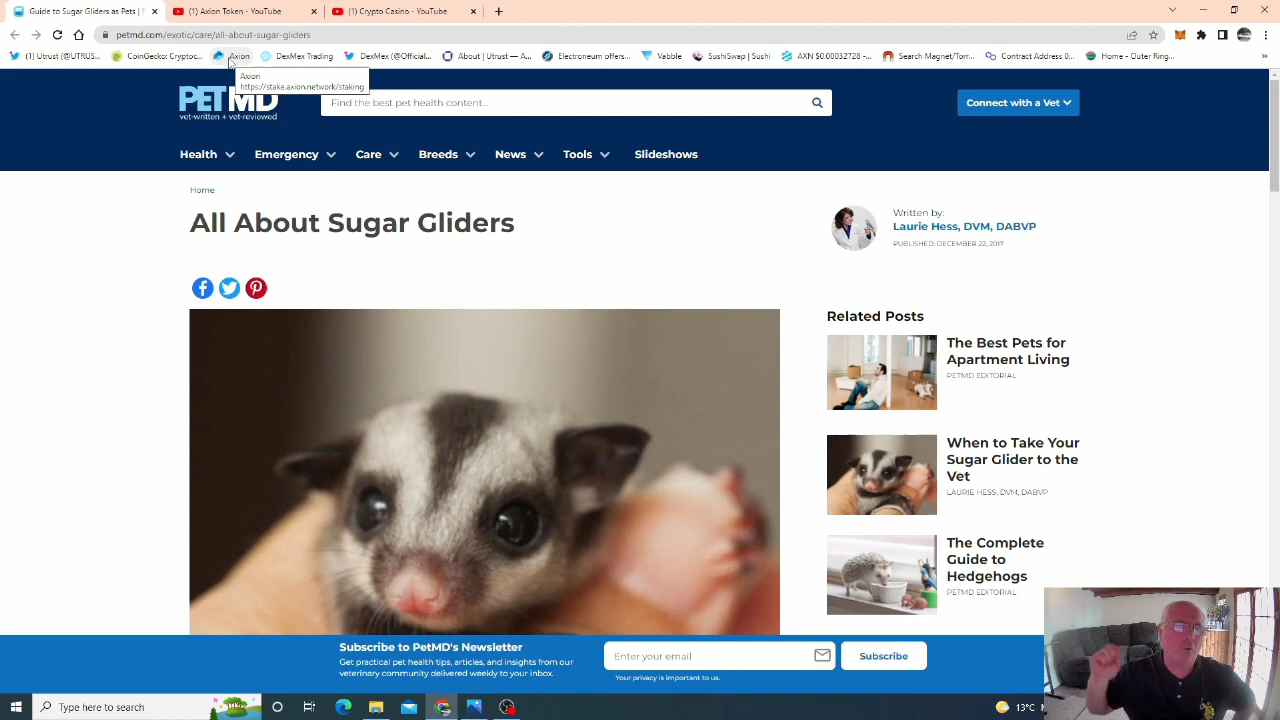 Guide to Sugar Gliders as Pets | P
(1) YouTube
(1) Crypto Casino - YouTube
petmd.com/exotic/care/all-about-sugar-gliders
(1) Utrust (@UTRUS...
CoinGecko Cryptoc...
Axion
DexMex Trading
DexMex (@Official...
About | Utrust — A...
Electroneum offers...
Vabble
SushiSwap | Sushi
AXN $0.00032728 -...
Search Magnet/Torr...
Contract Address 0...
Home - Outer Ring...
»
Axion
https://stake.axion.network/staking
PETMD
vet-written + vet-reviewed
Find the best pet health content...
Connect with a Vet
Health
Emergency
Care
Breeds
News
Tools
Slideshows
Home
All About Sugar Gliders
Written by:
Laurie Hess, DVM, DABVP
PUBLISHED: DECEMBER 22, 2017
Related Posts
The Best Pets for
Apartment Living
PETMD EDITORIAL
When to Take Your
Sugar Glider to the
Vet
LAURIE HESS, DVM, DABVP
The Complete
Guide to
Hedgehogs
PETMD EDITORIAL
Subscribe to PetMD's Newsletter
Get practical pet health tips, articles, and insights from our
veterinary community delivered weekly to your inbox.
Enter your email
Subscribe
Your privacy is important to us.
Type here to search
13°C